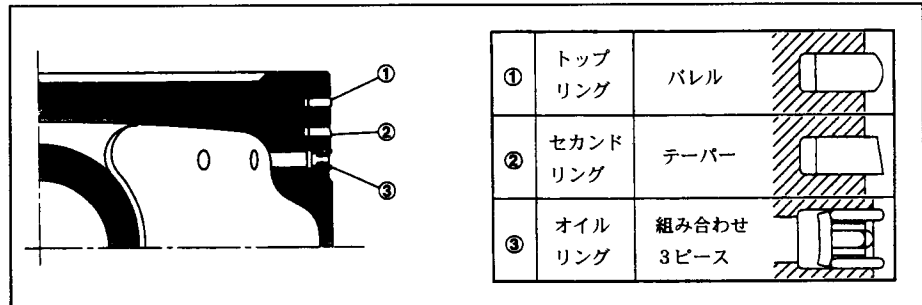 ①
②
③
① トップ バレル
リング
② セカンド テーパー
リング
③ オイル 組み合わせ
リング 3ピース